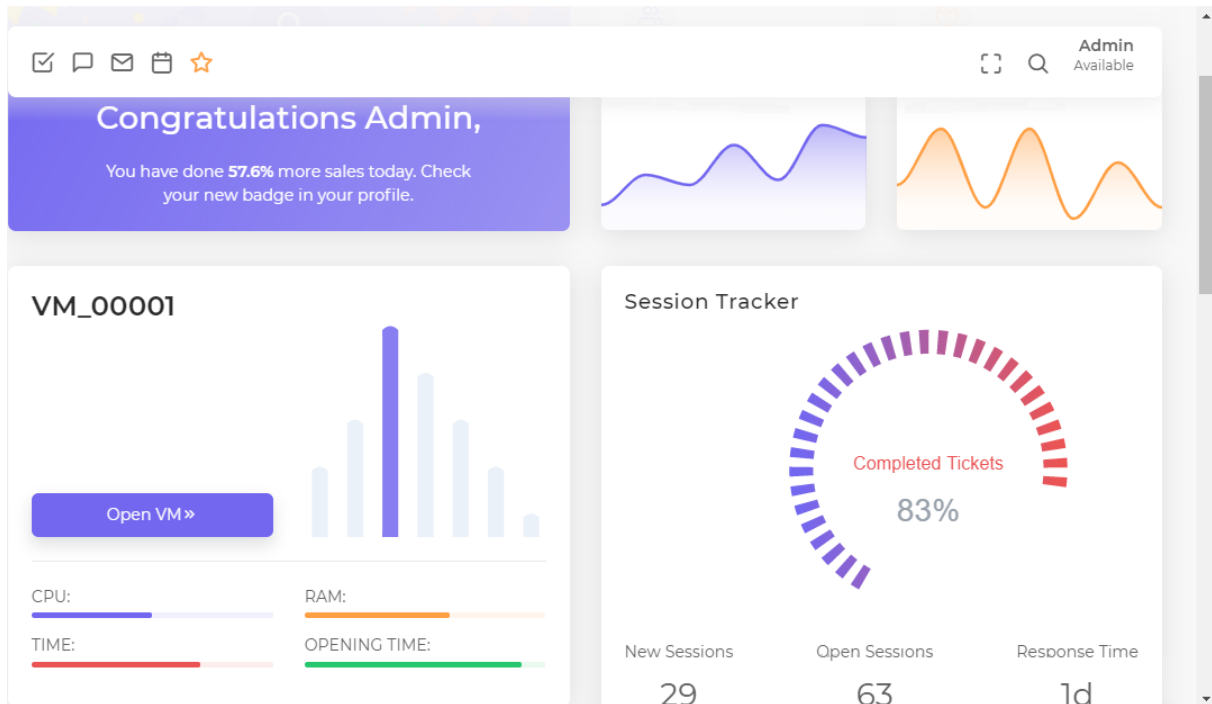 Admin
Available
Congratulations Admin,
You have done 57.6% more sales today. Check
your new badge in your profile.
VM_00001
Open VM»
CPU:
RAM:
TIME:
OPENING TIME:
Session Tracker
Completed Tickets
83%
New Sessions
Open Sessions
Response Time
29
63
1d